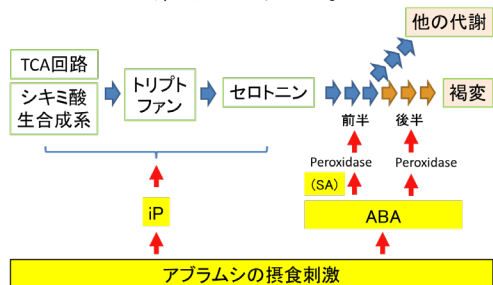 他の代謝
TCA回路
シキミ酸
生合成系
トリプト
ファン
セロトニン
褐変
前半
後半
Peroxidase
Peroxidase
(SA)
iP
ABA
アブラムシの摂食刺激